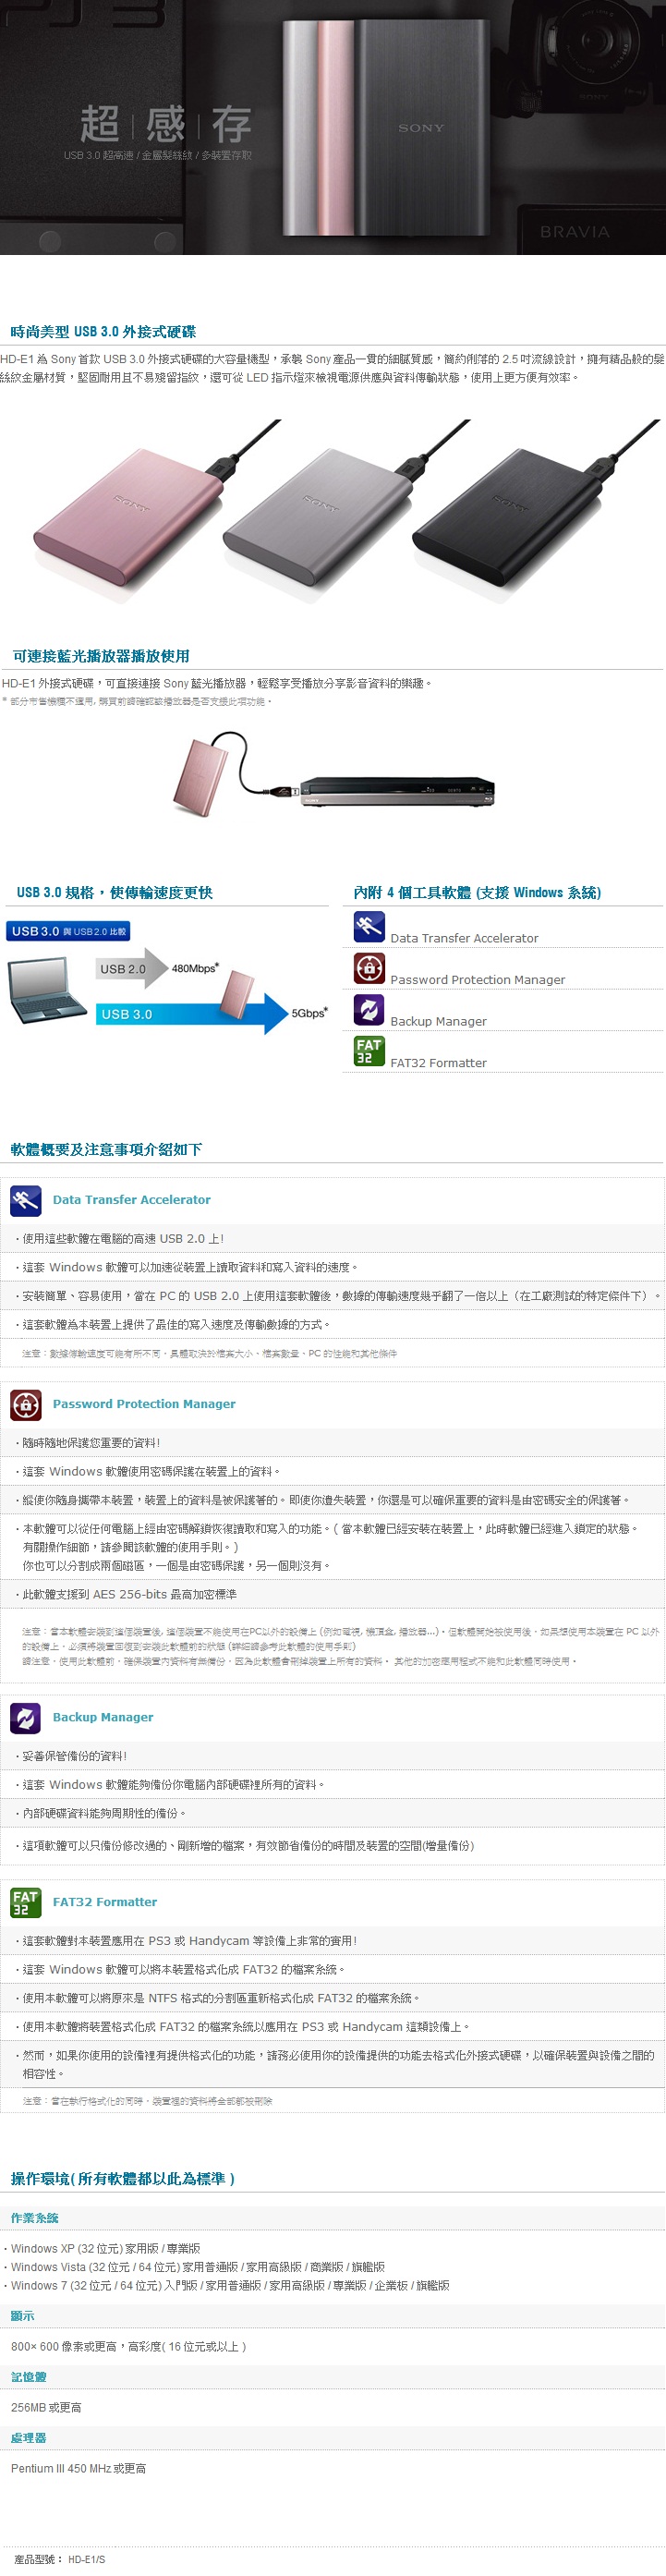 PS3
超|感|存
SONY
SONY
USB 3.0 超高速 / 金屬髮絲紋 / 多裝置存取
BRAVIA
時尚美型 USB 3.0 外接式硬碟
HD-E1 為 Sony 首款 USB 3.0 外接式硬碟的大容量機型，承襲 Sony 產品一貫的細膩質感，簡約俐落的 2.5 吋流線設計，擁有精品般的髮
絲紋金屬材質，堅固耐用且不易殘留指紋，還可從 LED 指示燈來檢視電源供應與資料傳輸狀態，使用上更方便有效率。
SONY
SONY
SONY
可連接藍光播放器播放使用
HD-E1 外接式硬碟，可直接連接 Sony 藍光播放器，輕鬆享受播放分享影音資料的樂趣。
* 部分市售機種不適用, 購買前請確認該播放器是否支援此項功能。
SONY
USB 3.0 規格，使傳輸速度更快
USB 3.0 與 USB 2.0 比較
USB 2.0
480Mbps*
USB 3.0
5Gbps*
內附 4 個工具軟體 (支援 Windows 系統)
Data Transfer Accelerator
Password Protection Manager
Backup Manager
FAT
32
FAT32 Formatter
軟體概要及注意事項介紹如下
Data Transfer Accelerator
・使用這些軟體在電腦的高速 USB 2.0 上!
・這套 Windows 軟體可以加速從裝置上讀取資料和寫入資料的速度。
・安裝簡單、容易使用，當在 PC 的 USB 2.0 上使用這套軟體後，數據的傳輸速度幾乎翻了一倍以上（在工廠測試的特定條件下）。
・這套軟體為本裝置上提供了最佳的寫入速度及傳輸數據的方式。
注意：數據傳輸速度可能有所不同，具體取決於檔案大小、檔案數量、PC 的性能和其他條件
Password Protection Manager
・隨時隨地保護您重要的資料!
・這套 Windows 軟體使用密碼保護在裝置上的資料。
・縱使你隨身攜帶本裝置，裝置上的資料是被保護著的。即使你遺失裝置，你還是可以確保重要的資料是由密碼安全的保護著。
・本軟體可以從任何電腦上經由密碼解鎖恢復讀取和寫入的功能。( 當本軟體已經安裝在裝置上，此時軟體已經進入鎖定的狀態。
有關操作細節，請參閱該軟體的使用手則。)
你也可以分割成兩個磁區，一個是由密碼保護，另一個則沒有。
・此軟體支援到 AES 256-bits 最高加密標準
注意：當本軟體安裝到這個裝置後, 這個裝置不能使用在PC以外的設備上 (例如電視, 機頂盒, 播放器...)。但軟體開始被使用後，如果想使用本裝置在 PC 以外
的設備上，必須將裝置回復到安裝此軟體前的狀態 (詳細請參考此軟體的使用手則)
請注意，使用此軟體前，確保裝置內資料有無備份，因為此軟體會刪掉裝置上所有的資料。 其他的加密應用程式不能和此軟體同時使用。
Backup Manager
・妥善保管備份的資料!
・這套 Windows 軟體能夠備份你電腦內部硬碟裡所有的資料。
・內部硬碟資料能夠周期性的備份。
・這項軟體可以只備份修改過的、剛新增的檔案，有效節省備份的時間及裝置的空間(增量備份)
FAT
32
FAT32 Formatter
・這套軟體對本裝置應用在 PS3 或 Handycam 等設備上非常的實用!
・這套 Windows 軟體可以將本裝置格式化成 FAT32 的檔案系統。
・使用本軟體可以將原來是 NTFS 格式的分割區重新格式化成 FAT32 的檔案系統。
・使用本軟體將裝置格式化成 FAT32 的檔案系統以應用在 PS3 或 Handycam 這類設備上。
・然而，如果你使用的設備裡有提供格式化的功能，請務必使用你的設備提供的功能去格式化外接式硬碟，以確保裝置與設備之間的
相容性。
注意：當在執行格式化的同時，裝置裡的資料將全部都被刪除
操作環境( 所有軟體都以此為標準 )
作業系統
・Windows XP (32 位元) 家用版 / 專業版
・Windows Vista (32 位元 / 64 位元) 家用普通版 / 家用高級版 / 商業版 / 旗艦版
・Windows 7 (32 位元 / 64 位元) 入門版 / 家用普通版 / 家用高級版 / 專業版 / 企業板 / 旗艦版
顯示
800× 600 像素或更高，高彩度( 16 位元或以上 )
記憶體
256MB 或更高
處理器
Pentium III 450 MHz 或更高
產品型號： HD-E1/S